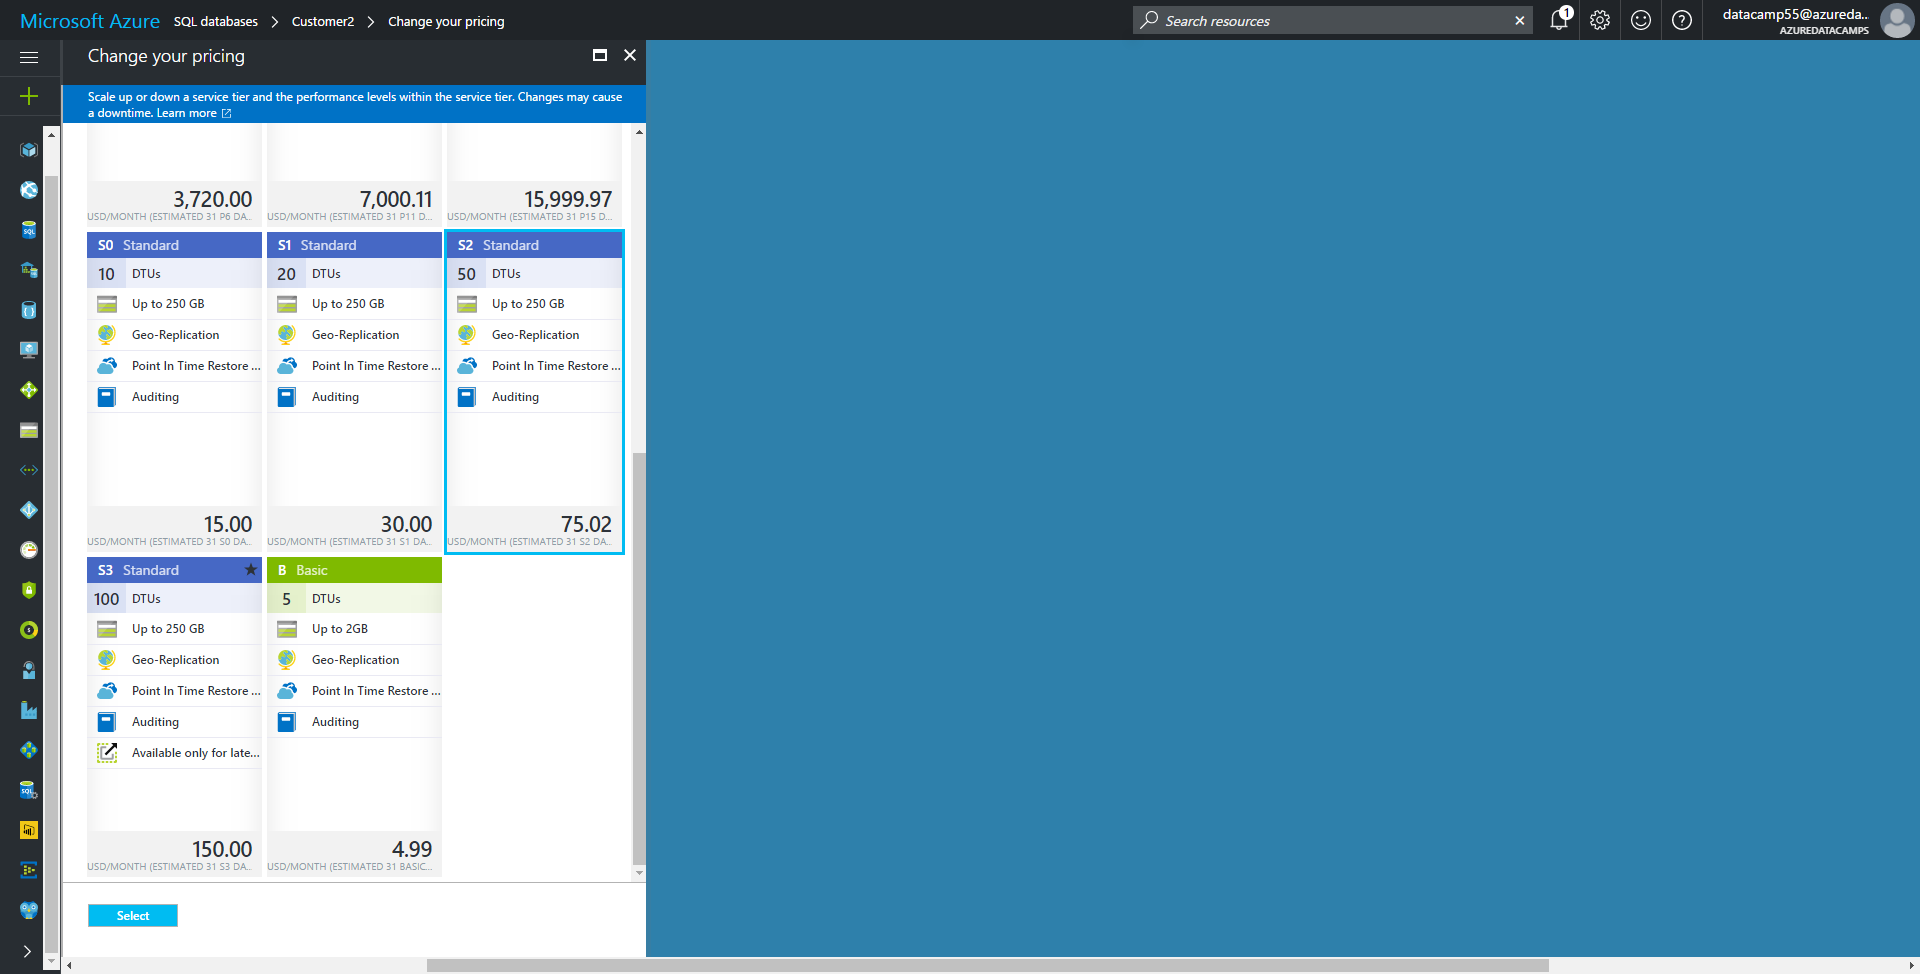 Microsoft Azure SQL databases > Customer2 > Change your pricing
Search resources
1
datacamp55@azureda...
AZUREDATACAMPS
Change your pricing
Scale up or down a service tier and the performance levels within the service tier. Changes may cause
a downtime. Learn more
3,720.00
USD/MONTH (ESTIMATED 31 P6 DA...
7,000.11
USD/MONTH (ESTIMATED 31 P11 D...
15,999.97
USD/MONTH (ESTIMATED 31 P15 D...
S0 Standard
10 DTUs
Up to 250 GB
Geo-Replication
Point In Time Restore ...
Auditing
15.00
USD/MONTH (ESTIMATED 31 S0 DA...
S1 Standard
20 DTUs
Up to 250 GB
Geo-Replication
Point In Time Restore ...
Auditing
30.00
USD/MONTH (ESTIMATED 31 S1 DA...
S2 Standard
50 DTUs
Up to 250 GB
Geo-Replication
Point In Time Restore ...
Auditing
75.02
USD/MONTH (ESTIMATED 31 S2 DA...
S3 Standard
100 DTUs
Up to 250 GB
Geo-Replication
Point In Time Restore ...
Auditing
Available only for late...
150.00
USD/MONTH (ESTIMATED 31 S3 DA...
B Basic
5 DTUs
Up to 2GB
Geo-Replication
Point In Time Restore ...
Auditing
4.99
USD/MONTH (ESTIMATED 31 BASIC...
Select